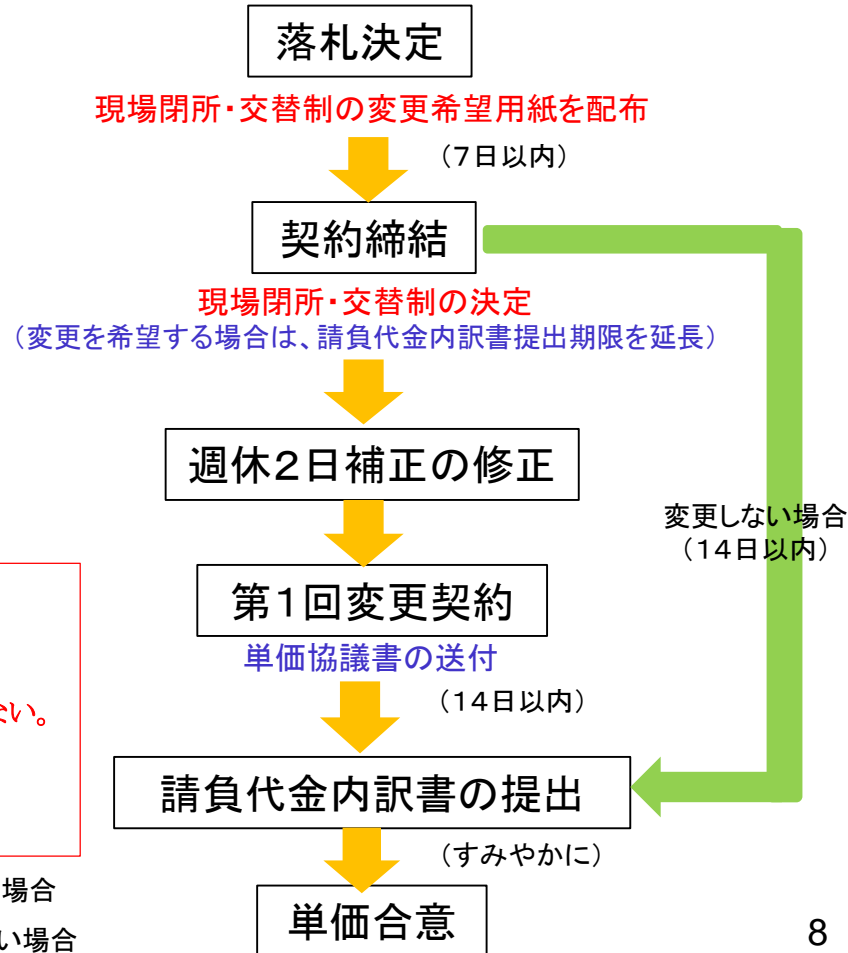 落札決定
現場閉所・交替制の変更希望用紙を配布
（７日以内）
契約締結
現場閉所・交替制の決定
（変更を希望する場合は、請負代金内訳書提出期限を延長）
週休２日補正の修正
変更しない場合
（１４日以内）
第１回変更契約
単価協議書の送付
（１４日以内）
ない。
請負代金内訳書の提出
（すみやかに）
場合
単価合意
い場合
8